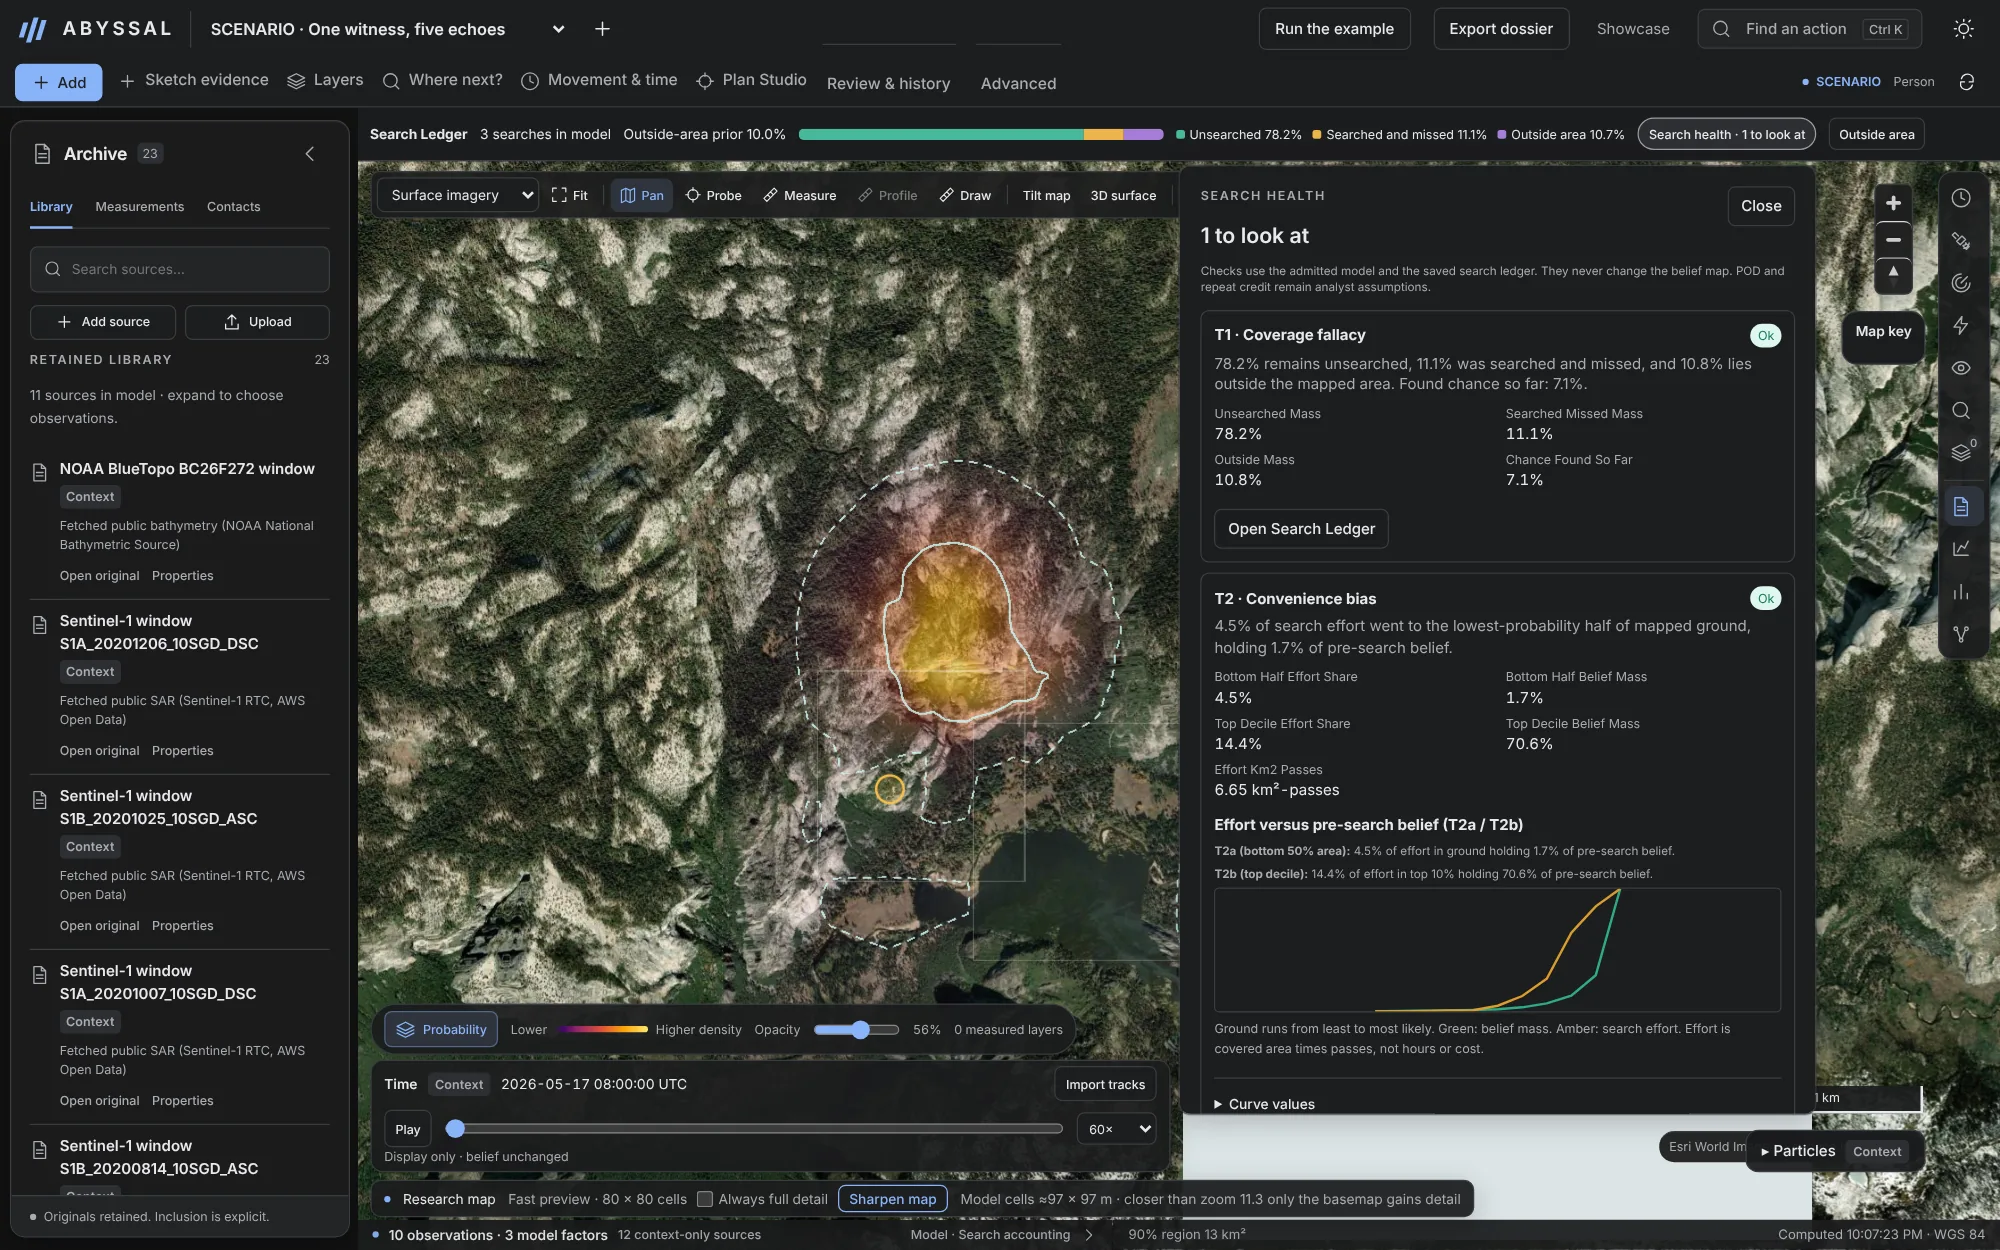 ABYSSAL
SCENARIO · One witness, five echoes
Run the example
Export dossier
Showcase
Find an action
Ctrl K
Add
Sketch evidence
Layers
Where next?
Movement & time
Plan Studio
Review & history
Advanced
SCENARIO Person
Archive 23
Library Measurements Contacts
Search sources...
Add source
Upload
RETAINED LIBRARY 23
11 sources in model · expand to choose
observations.
NOAA BlueTopo BC26F272 window
Context
Fetched public bathymetry (NOAA National
Bathymetric Source)
Open original Properties
Sentinel-1 window
S1A_20201206_10SGD_DSC
Context
Fetched public SAR (Sentinel-1 RTC, AWS
Open Data)
Open original Properties
Sentinel-1 window
S1B_20201025_10SGD_ASC
Context
Fetched public SAR (Sentinel-1 RTC, AWS
Open Data)
Open original Properties
Sentinel-1 window
S1A_20201007_10SGD_DSC
Context
Fetched public SAR (Sentinel-1 RTC, AWS
Open Data)
Open original Properties
Sentinel-1 window
S1B_20200814_10SGD_ASC
Context
Originals retained. Inclusion is explicit.
Search Ledger 3 searches in model Outside-area prior 10.0%
Unsearched 78.2% Searched and missed 11.1% Outside area 10.7%
Search health · 1 to look at
Outside area
Surface imagery
Fit
Pan
Probe
Measure
Profile
Draw
Tilt map
3D surface
SEARCH HEALTH
Close
1 to look at
Checks use the admitted model and the saved search ledger. They never change the belief map. POD and
repeat credit remain analyst assumptions.
T1 · Coverage fallacy
Ok
78.2% remains unsearched, 11.1% was searched and missed, and 10.8% lies
outside the mapped area. Found chance so far: 7.1%.
Unsearched Mass Searched Missed Mass
78.2% 11.1%
Outside Mass Chance Found So Far
10.8% 7.1%
Open Search Ledger
T2 · Convenience bias
Ok
4.5% of search effort went to the lowest-probability half of mapped ground,
holding 1.7% of pre-search belief.
Bottom Half Effort Share Bottom Half Belief Mass
4.5% 1.7%
Top Decile Effort Share Top Decile Belief Mass
14.4% 70.6%
Effort Km2 Passes
6.65 km²-passes
Effort versus pre-search belief (T2a / T2b)
T2a (bottom 50% area): 4.5% of effort in ground holding 1.7% of pre-search belief.
T2b (top decile): 14.4% of effort in top 10% holding 70.6% of pre-search belief.
Ground runs from least to most likely. Green: belief mass. Amber: search effort. Effort is
covered area times passes, not hours or cost.
Curve values
Map key
0
1 km
Esri World Im
Particles Context
Probability Lower Higher density Opacity 56% 0 measured layers
Time Context 2026-05-17 08:00:00 UTC
Import tracks
Play
60×
Display only · belief unchanged
Research map Fast preview · 80 × 80 cells Always full detail Sharpen map Model cells ≈97 × 97 m · closer than zoom 11.3 only the basemap gains detail
10 observations · 3 model factors 12 context-only sources
Model · Search accounting
90% region 13 km²
Computed 10:07:23 PM · WGS 84